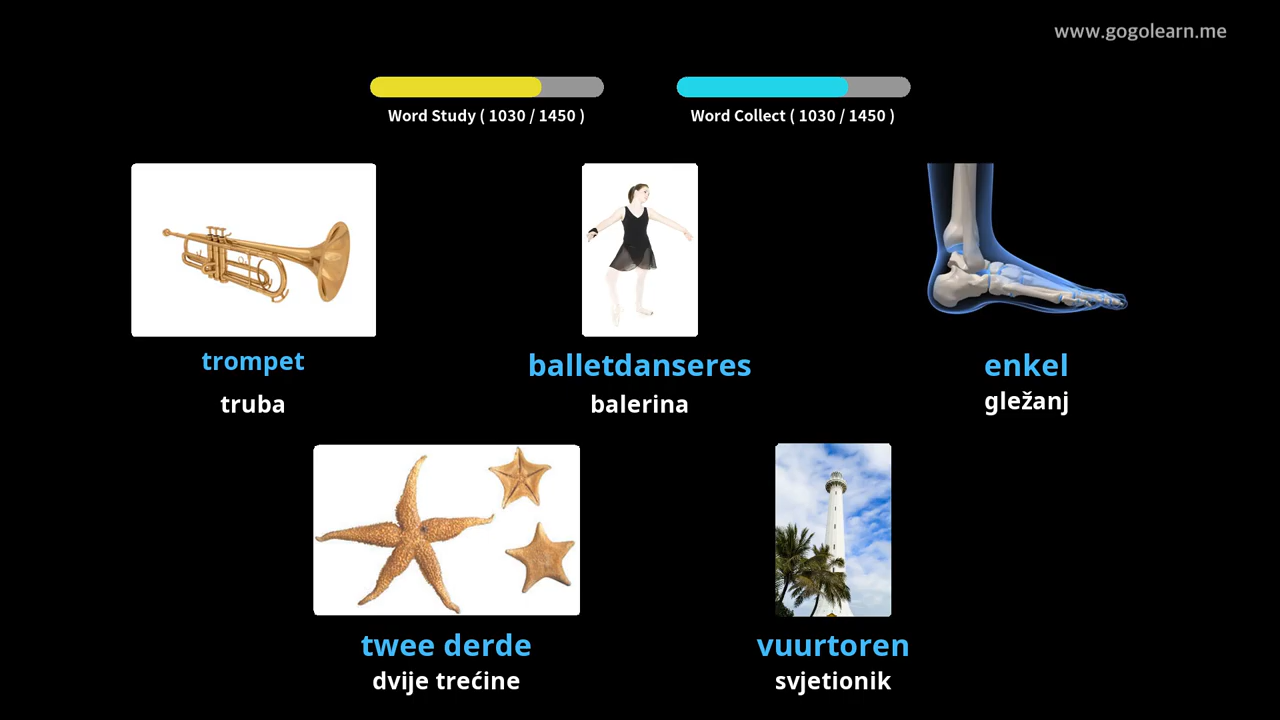 www.gogolearn.me
Word Study ( 1030 / 1450 )
Word Collect ( 1030 / 1450 )
trompet
truba
balletdanseres
balerina
enkel
gležanj
twee derde
dvije trećine
vuurtoren
svjetionik